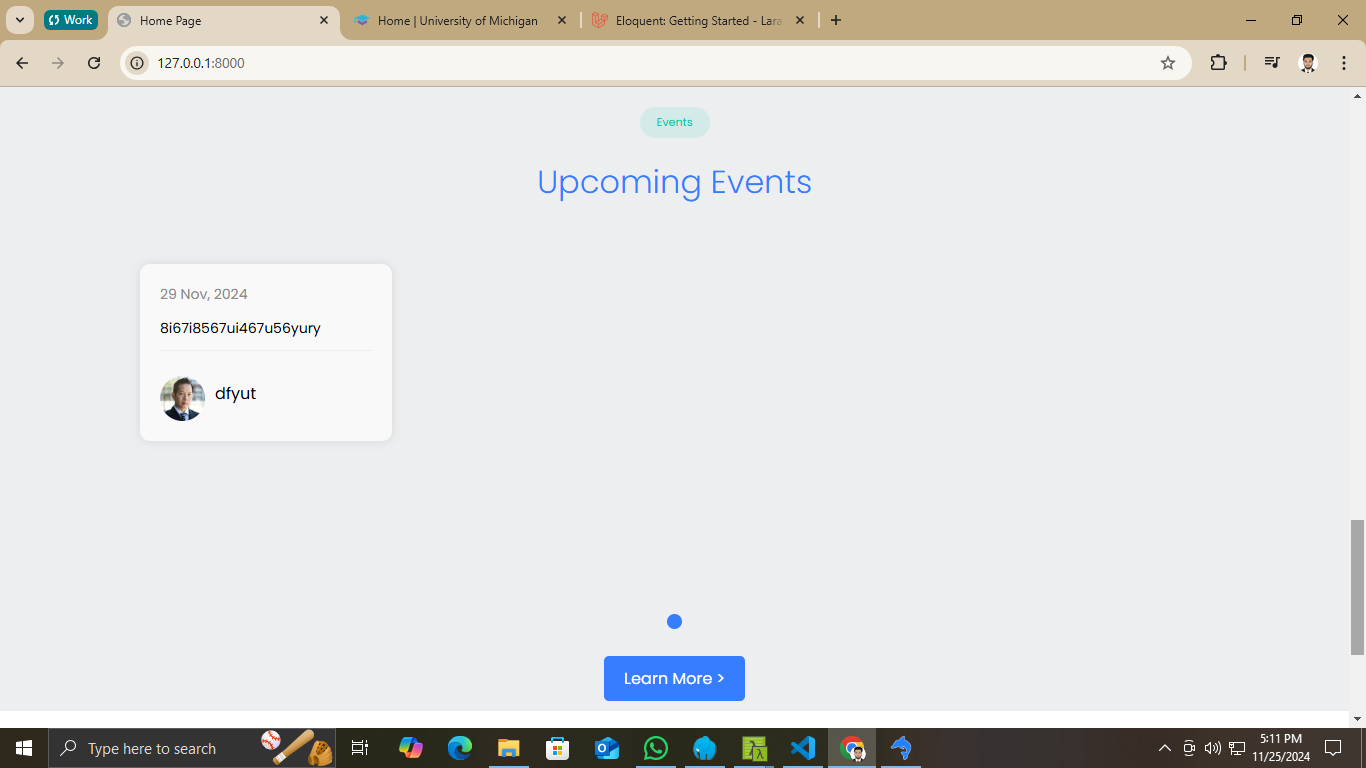 Work
Home Page
Home | University of Michigan
Eloquent: Getting Started - Lara
127.0.0.1:8000
Events
Upcoming Events
29 Nov, 2024
8i67i8567ui467u56yury
dfyut
Learn More >
Type here to search
5:11 PM
11/25/2024